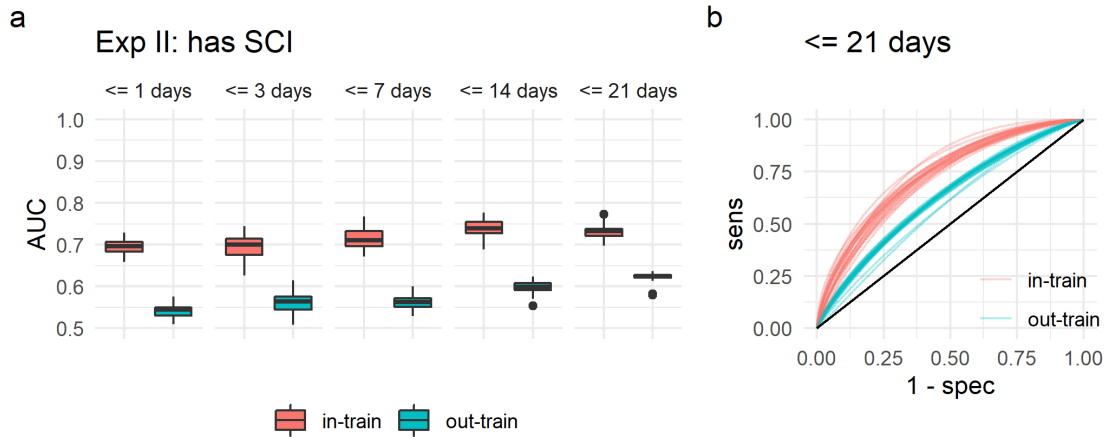 a
Exp II: has SCI
<= 1 days
<= 3 days
<= 7 days
<= 14 days
<= 21 days
1.0
0.9
0.8
0.7
0.6
0.5
AUC
in-train
out-train
b
<= 21 days
1.00
0.75
0.50
0.25
0.00
sens
in-train
out-train
0.00
0.25
0.50
0.75
1.00
1 - spec